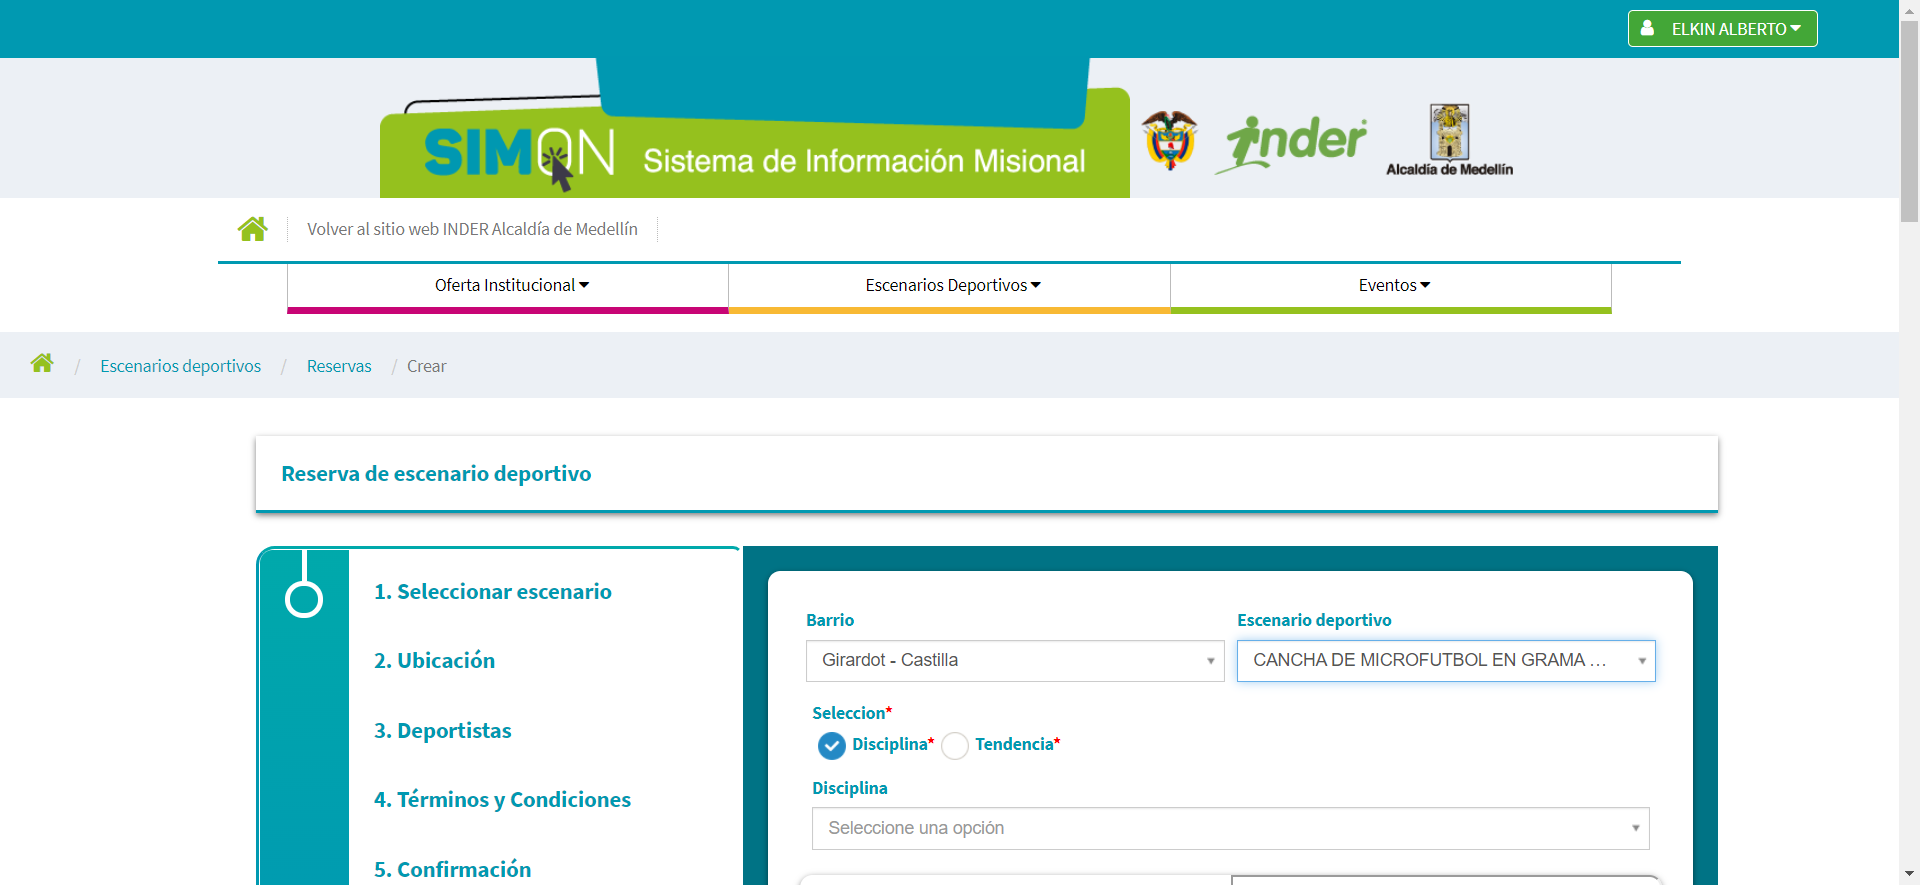 ELKIN ALBERTO
SIMON Sistema de Información Misional
inder
Alcaldía de Medellín
Volver al sitio web INDER Alcaldía de Medellín
Oferta Institucional
Escenarios Deportivos
Eventos
/ Escenarios deportivos / Reservas / Crear
Reserva de escenario deportivo
1. Seleccionar escenario
2. Ubicación
3. Deportistas
4. Términos y Condiciones
5. Confirmación
Barrio
Girardot - Castilla
Escenario deportivo
CANCHA DE MICROFUTBOL EN GRAMA ...
Seleccion*
Disciplina* Tendencia*
Disciplina
Seleccione una opción